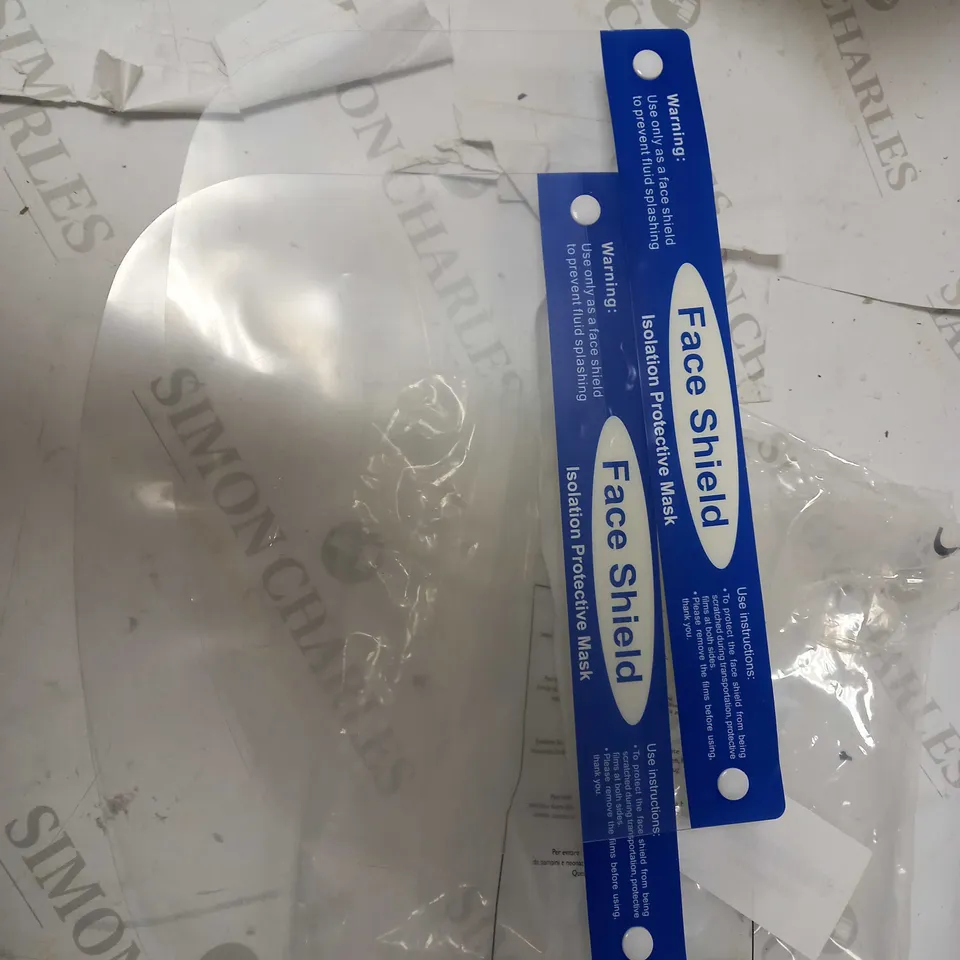 Warning:
Use only as a face shield
to prevent fluid splashing
Face Shield
Isolation Protective Mask
Use instructions:
• To protect the face shield from being
scratched during transportation, protective
films at both sides.
• Please remove the films before using,
thank you.
Warning:
Use only as a face shield
to prevent fluid splashing
Face Shield
Isolation Protective Mask
Use instructions:
• To protect the face shield from being
scratched during transportation, protective
films at both sides.
• Please remove the films before using,
thank you.
SIMON CHARLES
SIMON CHARLES
SIMON CHARLES
SIMON CHARLES